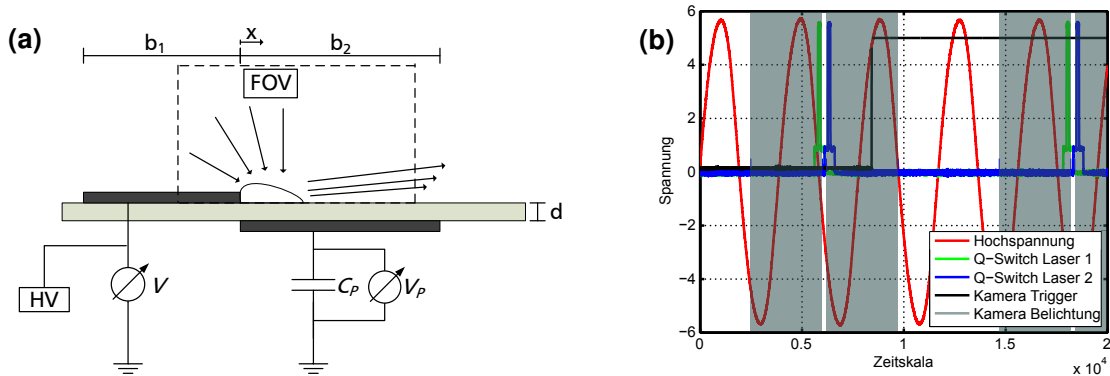 (a)
b1
x
b2
FOV
d
HV
V
CP
VP
(b)
Spannung
6
4
2
0
−2
−4
−6
Hochspannung
Q−Switch Laser 1
Q−Switch Laser 2
Kamera Trigger
Kamera Belichtung
0 0.5 1 1.5 2
Zeitskala
x 10^4